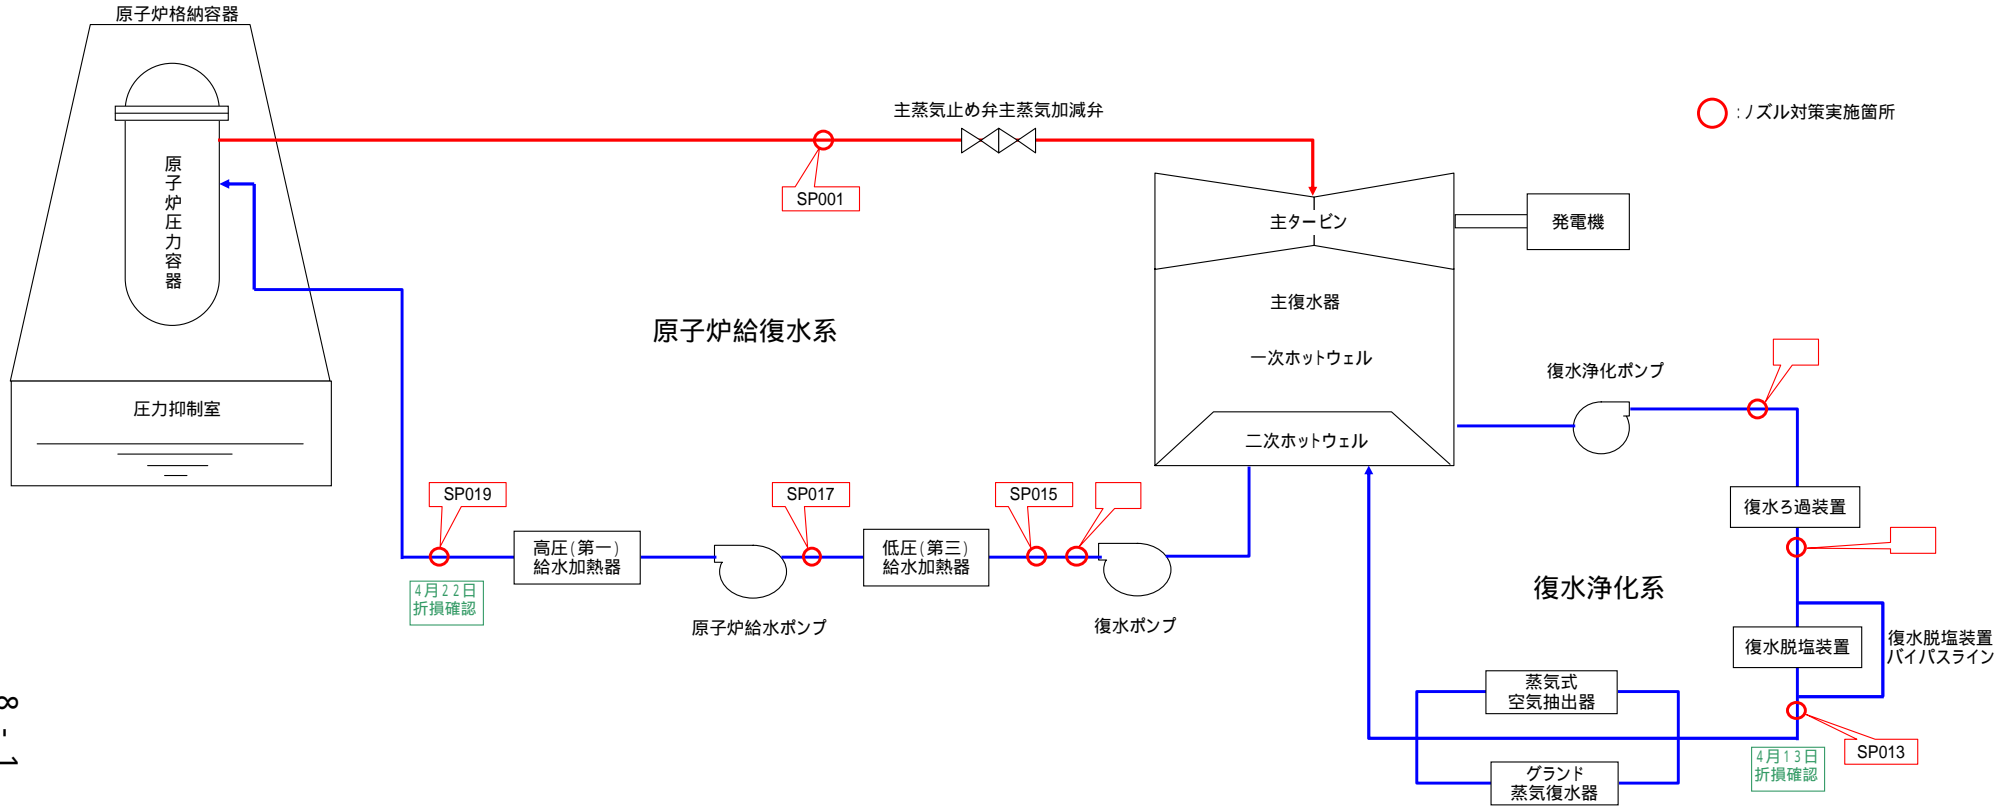 原子炉格納容器
主蒸気止め弁主蒸気加減弁
:ノズル対策実施箇所
原子炉圧力容器
SP001
主タービン
発電機
主復水器
原子炉給復水系
一次ホットウェル
復水浄化ポンプ
圧力抑制室
二次ホットウェル
SP019
SP017
SP015
復水ろ過装置
高圧(第一)
給水加熱器
低圧(第三)
給水加熱器
4月22日
折損確認
原子炉給水ポンプ
復水ポンプ
復水浄化系
復水脱塩装置
復水脱塩装置
バイパスライン
蒸気式
空気抽出器
SP013
4月13日
折損確認
グランド
蒸気復水器
8-1